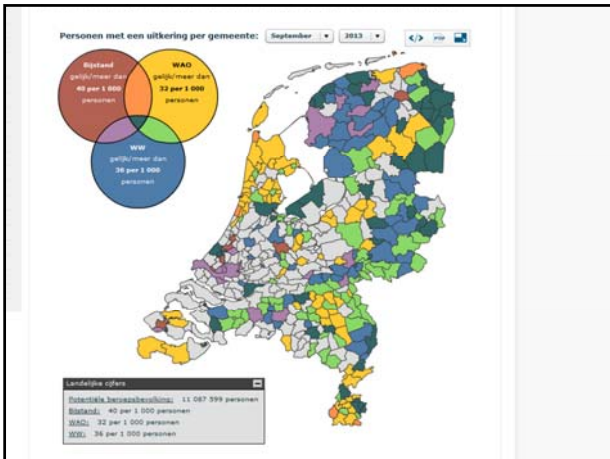 Personen met een uitkering per gemeente: September 2013
</> PDF
Bijstand
gelijk/meer dan
40 per 1 000
personen
WAO
gelijk/meer dan
32 per 1 000
personen
WW
gelijk/meer dan
36 per 1 000
personen
Landelijke cijfers
Potentiële beroepsbevolking: 11 087 599 personen
Bijstand: 40 per 1 000 personen
WAO: 32 per 1 000 personen
WW: 36 per 1 000 personen